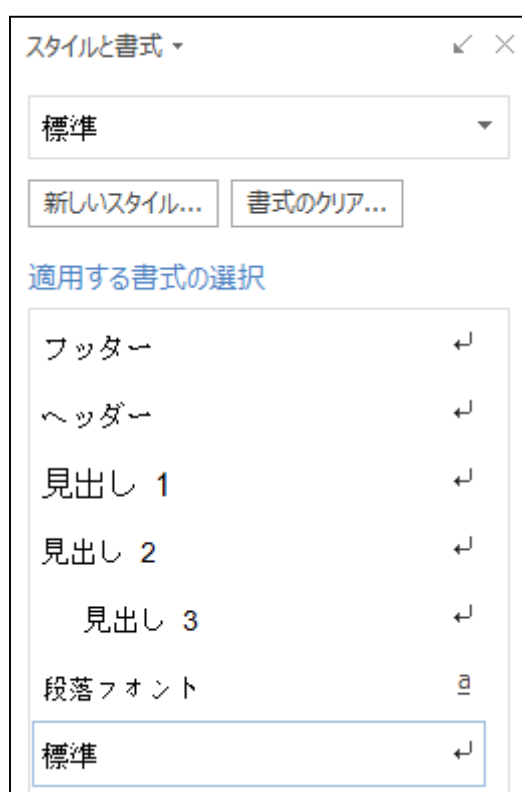 スタイルと書式
標準
新しいスタイル... 書式のクリア...
適用する書式の選択
フッター
ヘッダー
見出し 1
見出し 2
見出し 3
段落フォント a
標準